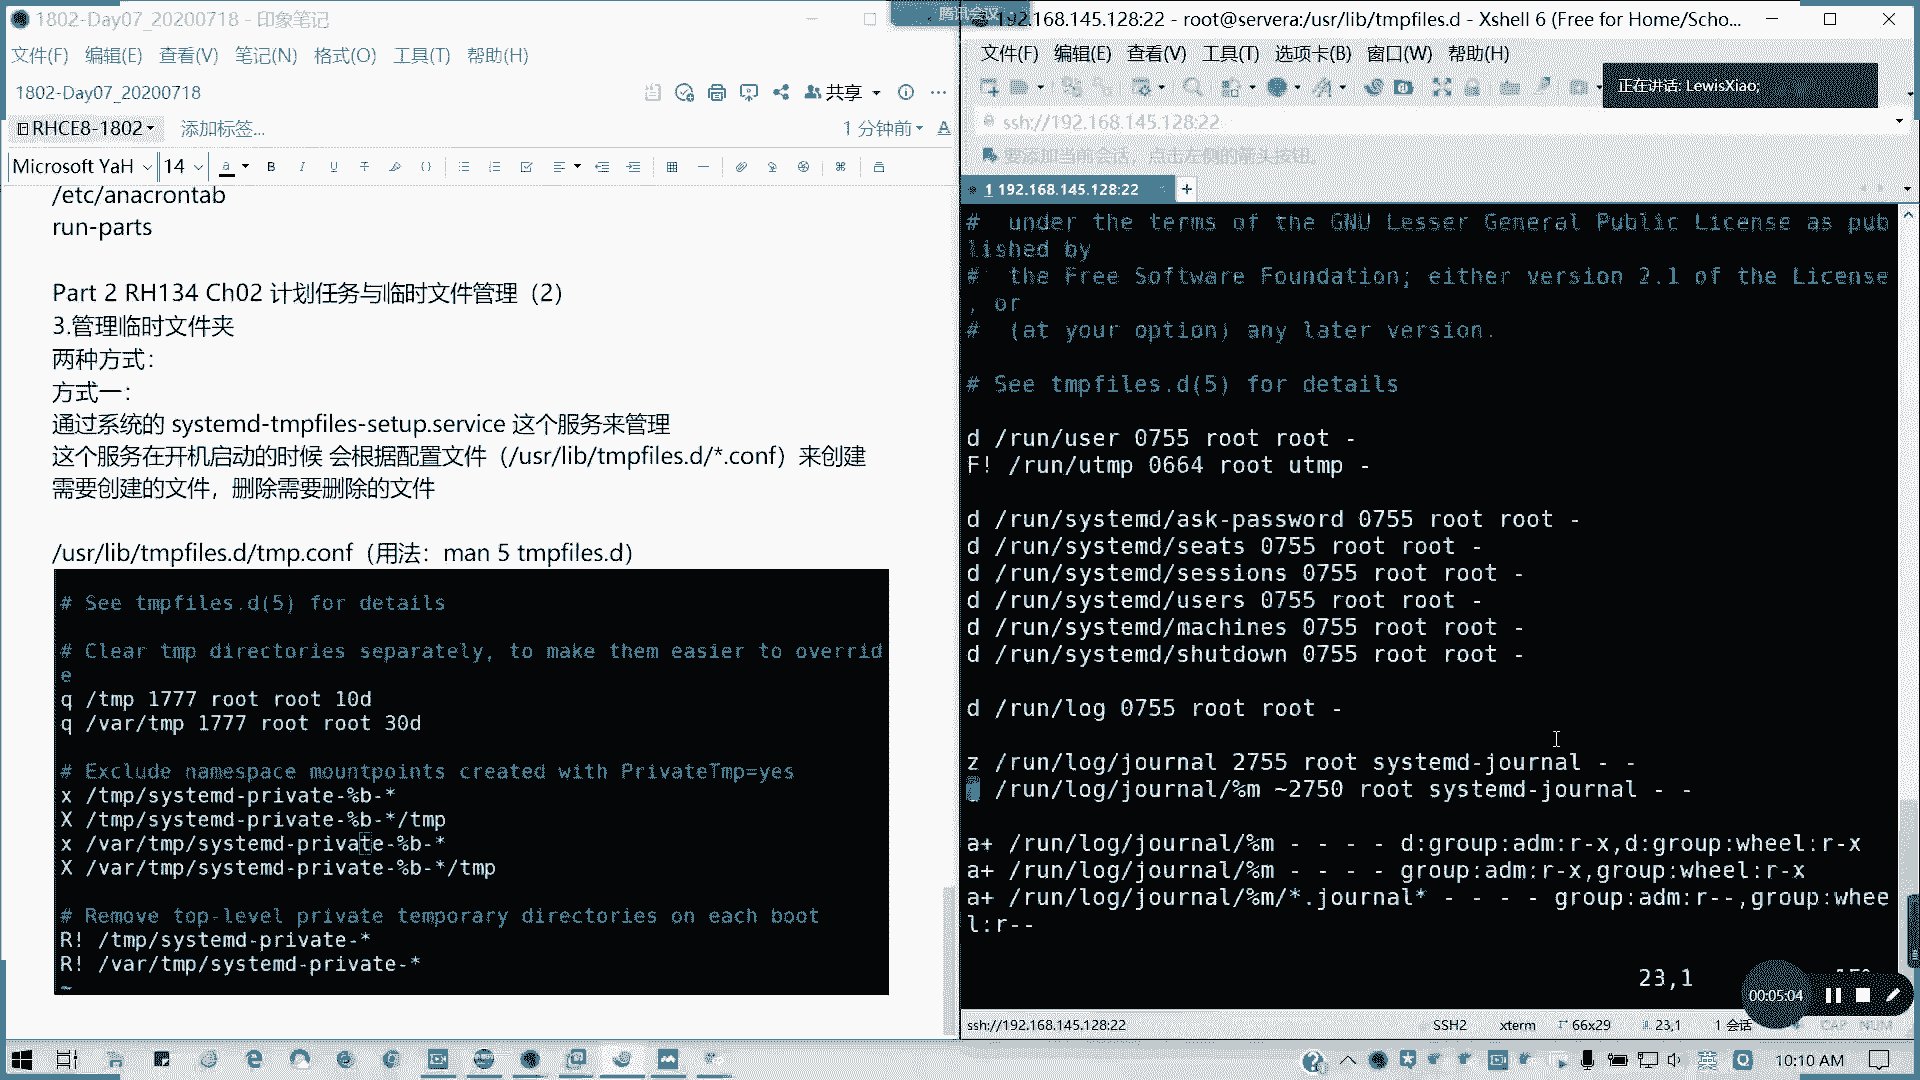 1802-Day07_20200718 - 印象笔记
文件(F) 编辑(E) 查看(V) 笔记(N) 格式(O) 工具(T) 帮助(H)
1802-Day07_20200718
共享
RHCE8-1802
添加标签...
1 分钟前
Microsoft YaH 14
/etc/anacrontab
run-parts
Part 2 RH134 Ch02 计划任务与临时文件管理（2）
3.管理临时文件夹
两种方式：
方式一：
通过系统的 systemd-tmpfiles-setup.service 这个服务来管理
这个服务在开机启动的时候 会根据配置文件（/usr/lib/tmpfiles.d/*.conf）来创建
需要创建的文件，删除需要删除的文件
/usr/lib/tmpfiles.d/tmp.conf（用法：man 5 tmpfiles.d）
# See tmpfiles.d(5) for details
# Clear tmp directories separately, to make them easier to overrid
e
q /tmp 1777 root root 10d
q /var/tmp 1777 root root 30d
# Exclude namespace mountpoints created with PrivateTmp=yes
x /tmp/systemd-private-%b-*
X /tmp/systemd-private-%b-*/tmp
x /var/tmp/systemd-private-%b-*
X /var/tmp/systemd-private-%b-*/tmp
# Remove top-level private temporary directories on each boot
R! /tmp/systemd-private-*
R! /var/tmp/systemd-private-*
~
腾讯会议
192.168.145.128:22 - root@servera:/usr/lib/tmpfiles.d - Xshell 6 (Free for Home/Scho...
文件(F) 编辑(E) 查看(V) 工具(T) 选项卡(B) 窗口(W) 帮助(H)
正在讲话: LewisXiao;
ssh://192.168.145.128:22
要添加当前会话，点击左侧的箭头按钮。
1 192.168.145.128:22
# under the terms of the GNU Lesser General Public License as pub
lished by
# the Free Software Foundation; either version 2.1 of the License
, or
# (at your option) any later version.
# See tmpfiles.d(5) for details
d /run/user 0755 root root -
F! /run/utmp 0664 root utmp -
d /run/systemd/ask-password 0755 root root -
d /run/systemd/seats 0755 root root -
d /run/systemd/sessions 0755 root root -
d /run/systemd/users 0755 root root -
d /run/systemd/machines 0755 root root -
d /run/systemd/shutdown 0755 root root -
d /run/log 0755 root root -
z /run/log/journal 2755 root systemd-journal - -
/run/log/journal/%m ~2750 root systemd-journal - -
a+ /run/log/journal/%m - - - - d:group:adm:r-x,d:group:wheel:r-x
a+ /run/log/journal/%m - - - - group:adm:r-x,group:wheel:r-x
a+ /run/log/journal/%m/*.journal* - - - - group:adm:r--,group:whee
l:r--
23,1
00:05:04
ssh://192.168.145.128:22 SSH2 xterm 66x29 23,1 1 会话 CAP NUM
英
10:10 AM